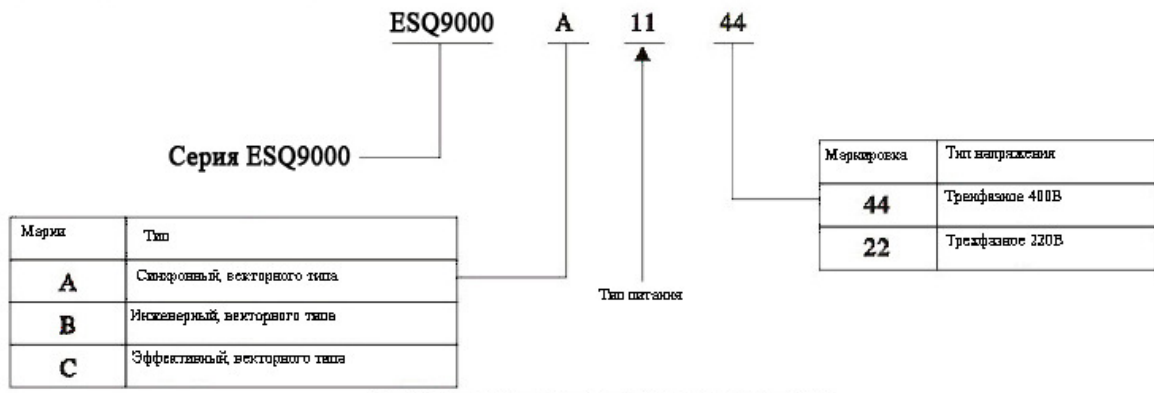 ESQ9000 A 11 44
Серия ESQ9000
Маркировка Тип напряжения
44 Трехфазное 400В
22 Трехфазное 220В
Марки Тип
A Синхронный, векторного типа
B Инженерный, векторного типа
C Эффективный, векторного типа
Тип питания